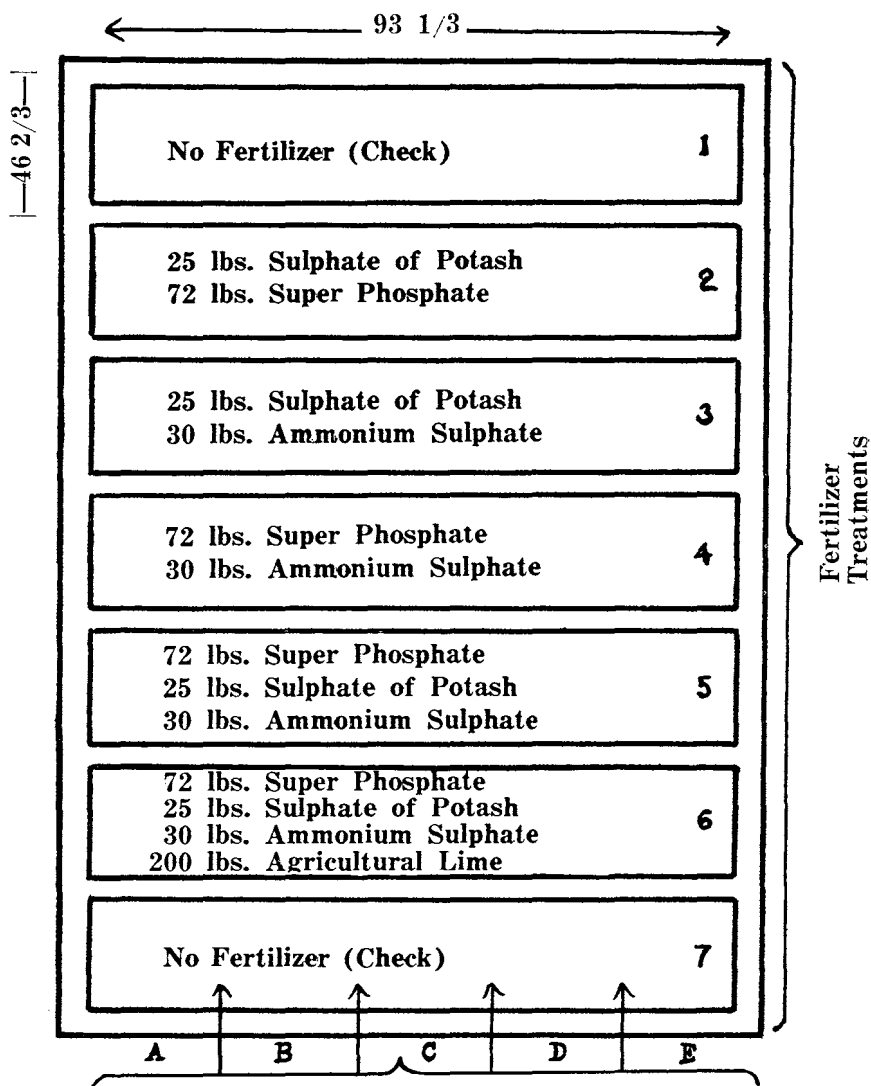 93 1/3
|—46 2/3—|
No Fertilizer (Check) 1
25 lbs. Sulphate of Potash
72 lbs. Super Phosphate
2
25 lbs. Sulphate of Potash
30 lbs. Ammonium Sulphate
3
72 lbs. Super Phosphate
30 lbs. Ammonium Sulphate
4
72 lbs. Super Phosphate
25 lbs. Sulphate of Potash 5
30 lbs. Ammonium Sulphate
72 lbs. Super Phosphate
25 lbs. Sulphate of Potash
30 lbs. Ammonium Sulphate
200 lbs. Agricultural Lime
6
No Fertilizer (Check) 7
Fertilizer
Treatments
A B C D E